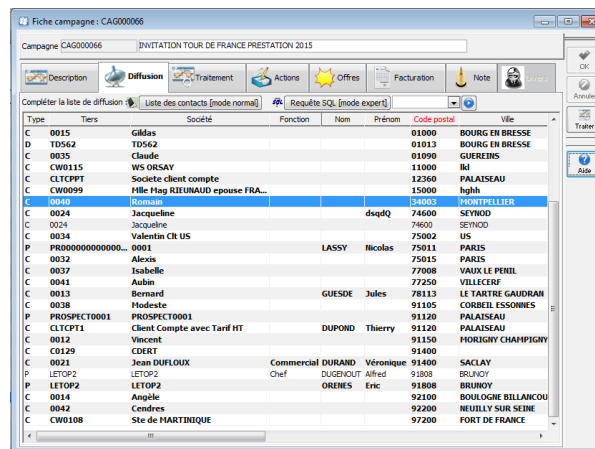 Fiche campagne : CAG000066
Campagne CAG000066 INVITATION TOUR DE FRANCE PRESTATION 2015
Description Diffusion Traitement Actions Offres Facturation Note Divers
Compléter la liste de diffusion : Liste des contacts [mode normal] Requête SQL [mode expert]
OK
Annuler
Traiter
Aide
Type Tiers Société Fonction Nom Prénom Code postal Ville
C 0015 Gildas 01000 BOURG EN BRESSE
D TD562 TD562 01013 BOURG EN BRESSE
C 0035 Claude 01090 GUEREINS
C CW0115 WS ORSAY 11000 lkl
C CLTCPPT Societe client compte 12360 PALAISEAU
C CW0099 Mlle Mag RIEUNAUD epouse FRA... 15000 hghh
C 0040 Romain 34003 MONTPELLIER
C 0024 Jacqueline dsqdQ 74600 SEYNOD
C 0024 Jacqueline 74600 SEYNOD
C 0034 Valentin Clt US 75002 US
P PR000000000000... 0001 LASSY Nicolas 75011 PARIS
C 0032 Alexis 75015 PARIS
C 0037 Isabelle 77008 VAUX LE PENIL
C 0041 Aubin 77250 VILLECERF
C 0013 Bernard GUESDE Jules 78113 LE TARTRE GAUDRAN
C 0038 Modeste 91105 CORBEIL ESSONNES
P PROSPECT0001 PROSPECT0001 91120 PALAISEAU
C CLTCPT1 Client Compte avec Tarif HT DUPOND Thierry 91120 PALAISEAU
C 0012 Vincent 91150 MORIGNY CHAMPIGNY
C C0129 CDERT 91400
C 0021 Jean DUFLOUX Commercial DURAND Véronique 91400 SACLAY
P LETOP2 LETOP2 Chef DUGENOUT Alfred 91808 BRUNOY
P LETOP2 LETOP2 ORENES Eric 91808 BRUNOY
C 0014 Angèle 92100 BOULOGNE BILLANCOU
C 0042 Cendres 92200 NEUILLY SUR SEINE
C CW0108 Ste de MARTINIQUE 97200 FORT DE FRANCE